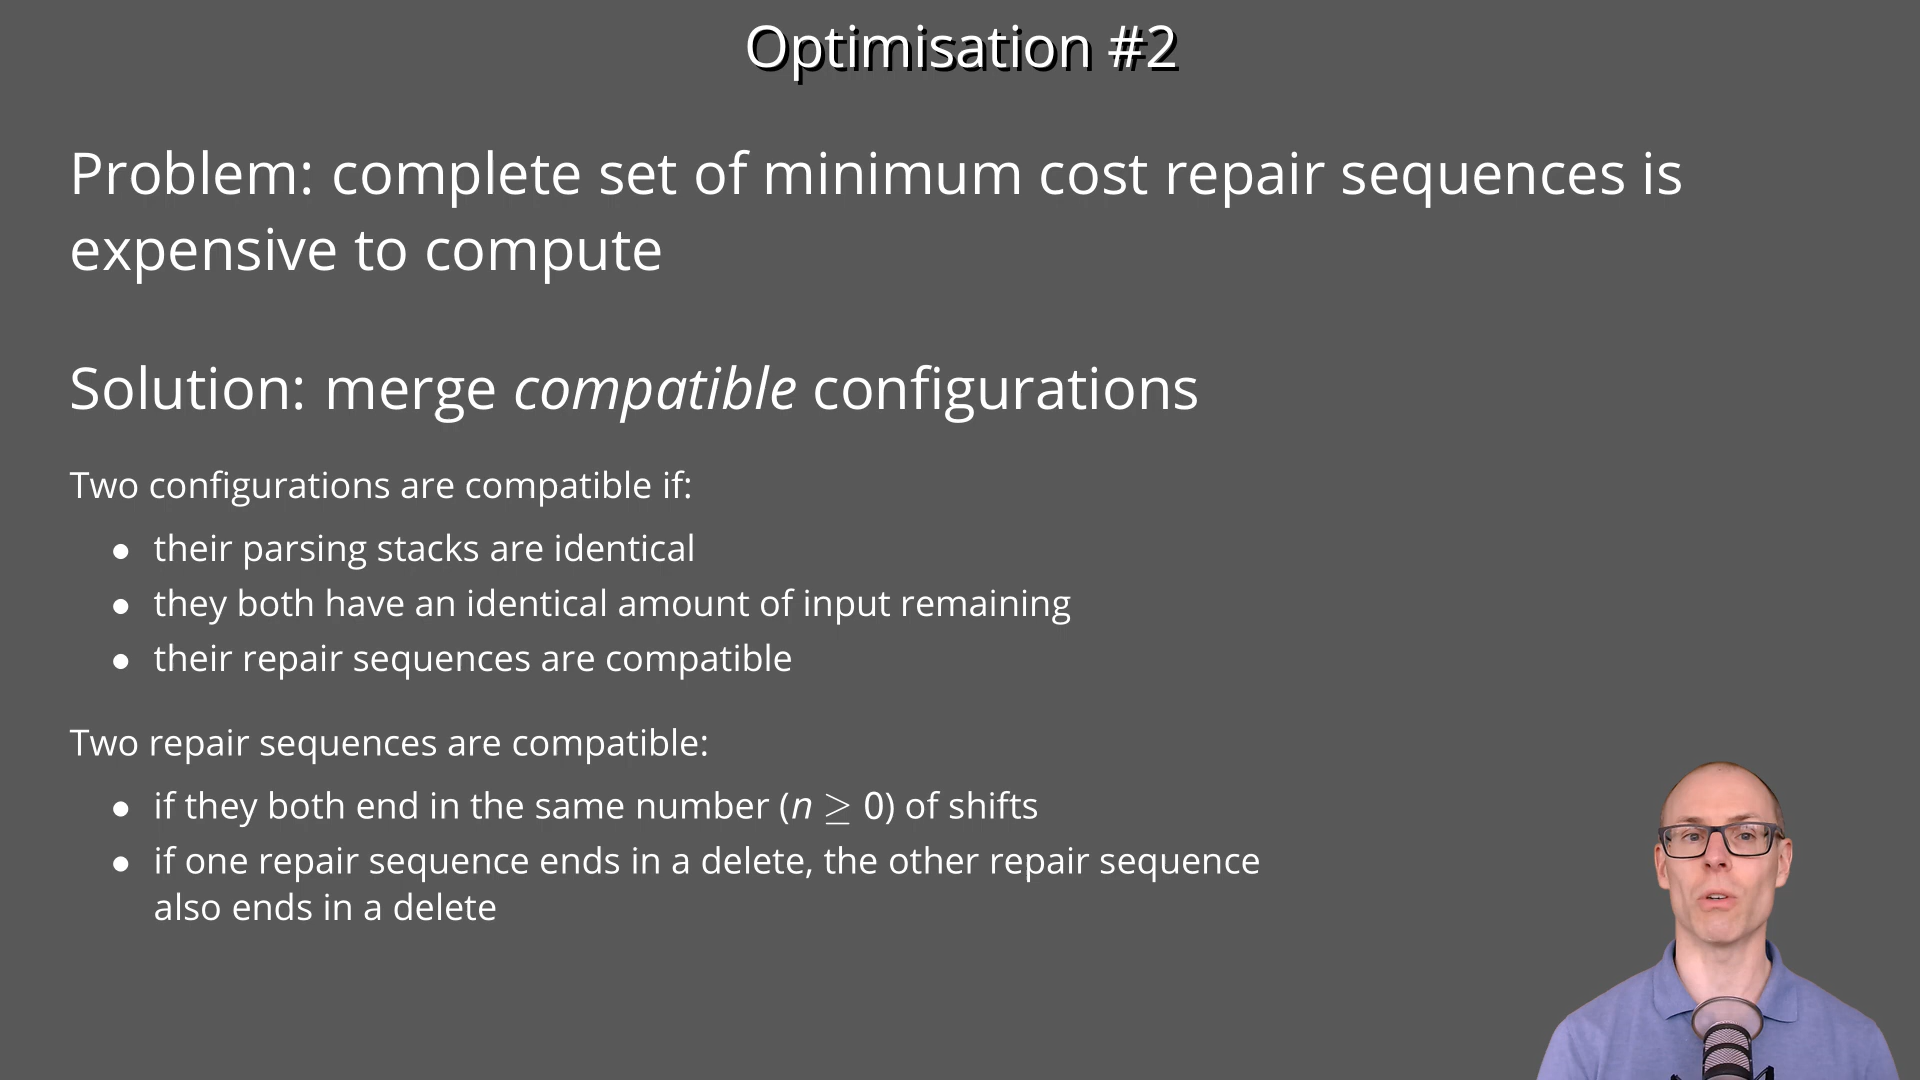 Optimisation #2
Problem: complete set of minimum cost repair sequences is
expensive to compute
Solution: merge compatible configurations
Two configurations are compatible if:
● their parsing stacks are identical
● they both have an identical amount of input remaining
● their repair sequences are compatible
Two repair sequences are compatible:
● if they both end in the same number (n ≥ 0) of shifts
● if one repair sequence ends in a delete, the other repair sequence
also ends in a delete